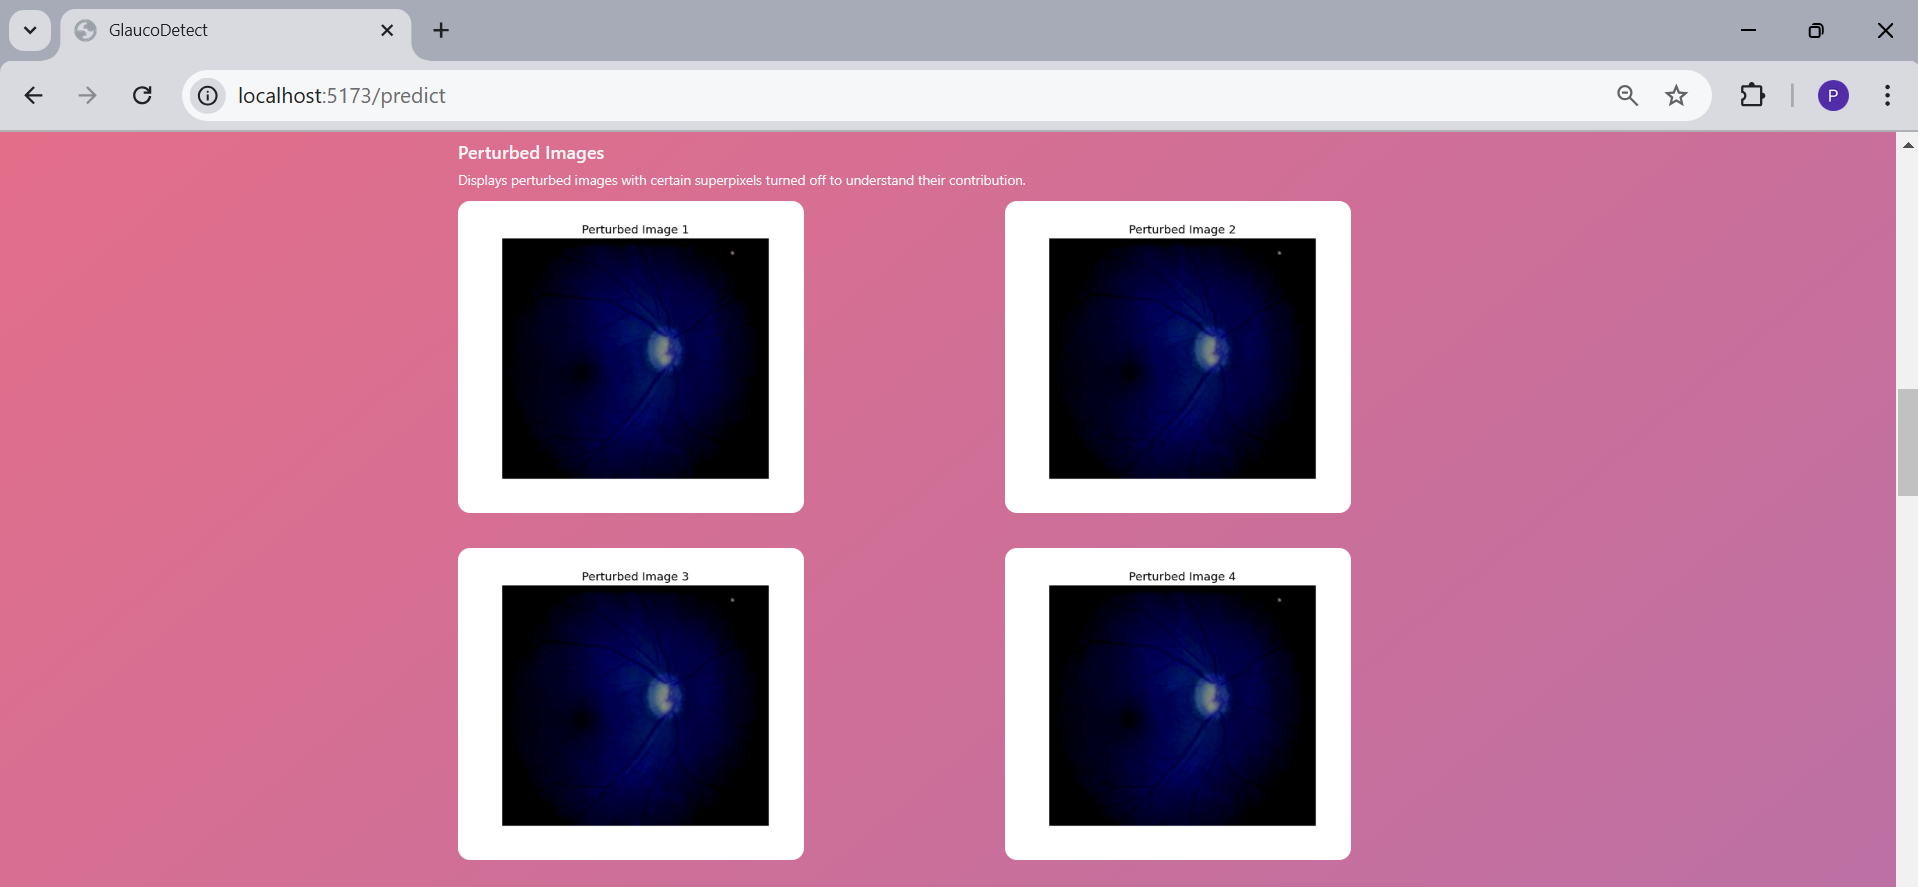 GlaucoDetect
localhost:5173/predict
P
Perturbed Images
Displays perturbed images with certain superpixels turned off to understand their contribution.
Perturbed Image 1
Perturbed Image 2
Perturbed Image 3
Perturbed Image 4